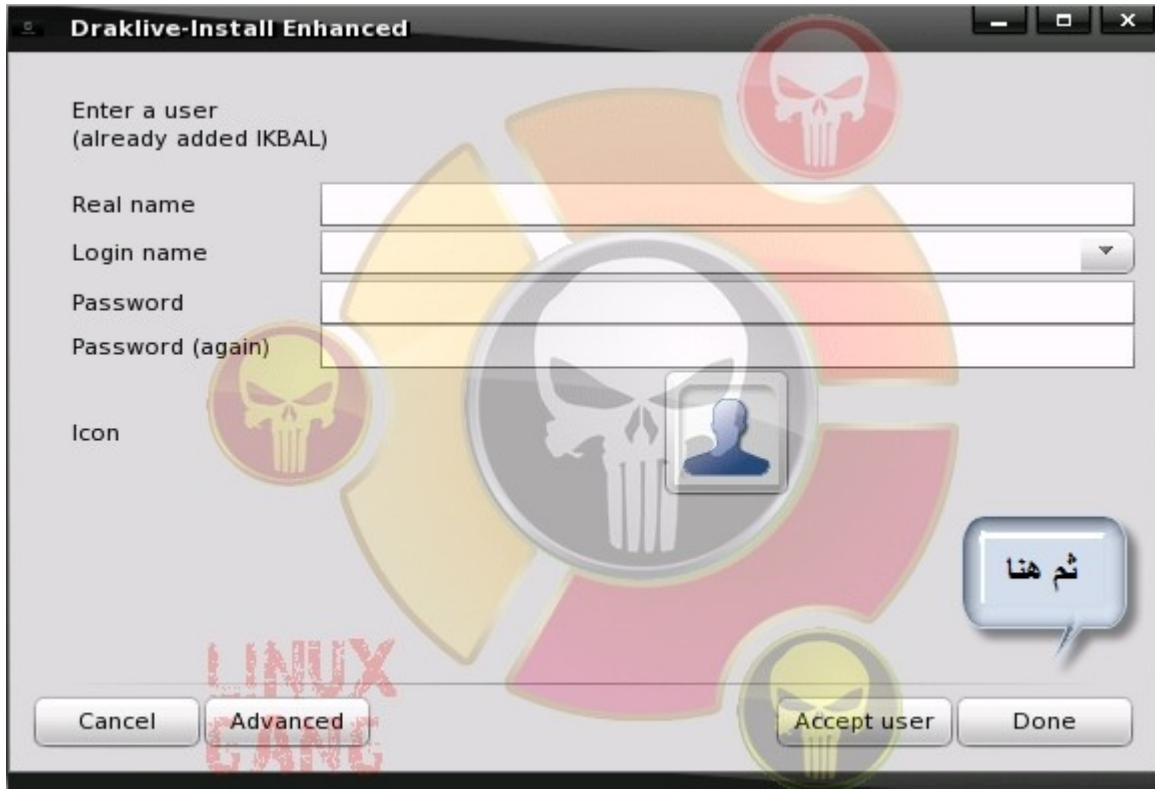 Draklive-Install Enhanced
Enter a user
(already added IKBAL)
Real name
Login name
Password
Password (again)
Icon
ثم هنا
LINUX
GANG
Cancel
Advanced
Accept user
Done